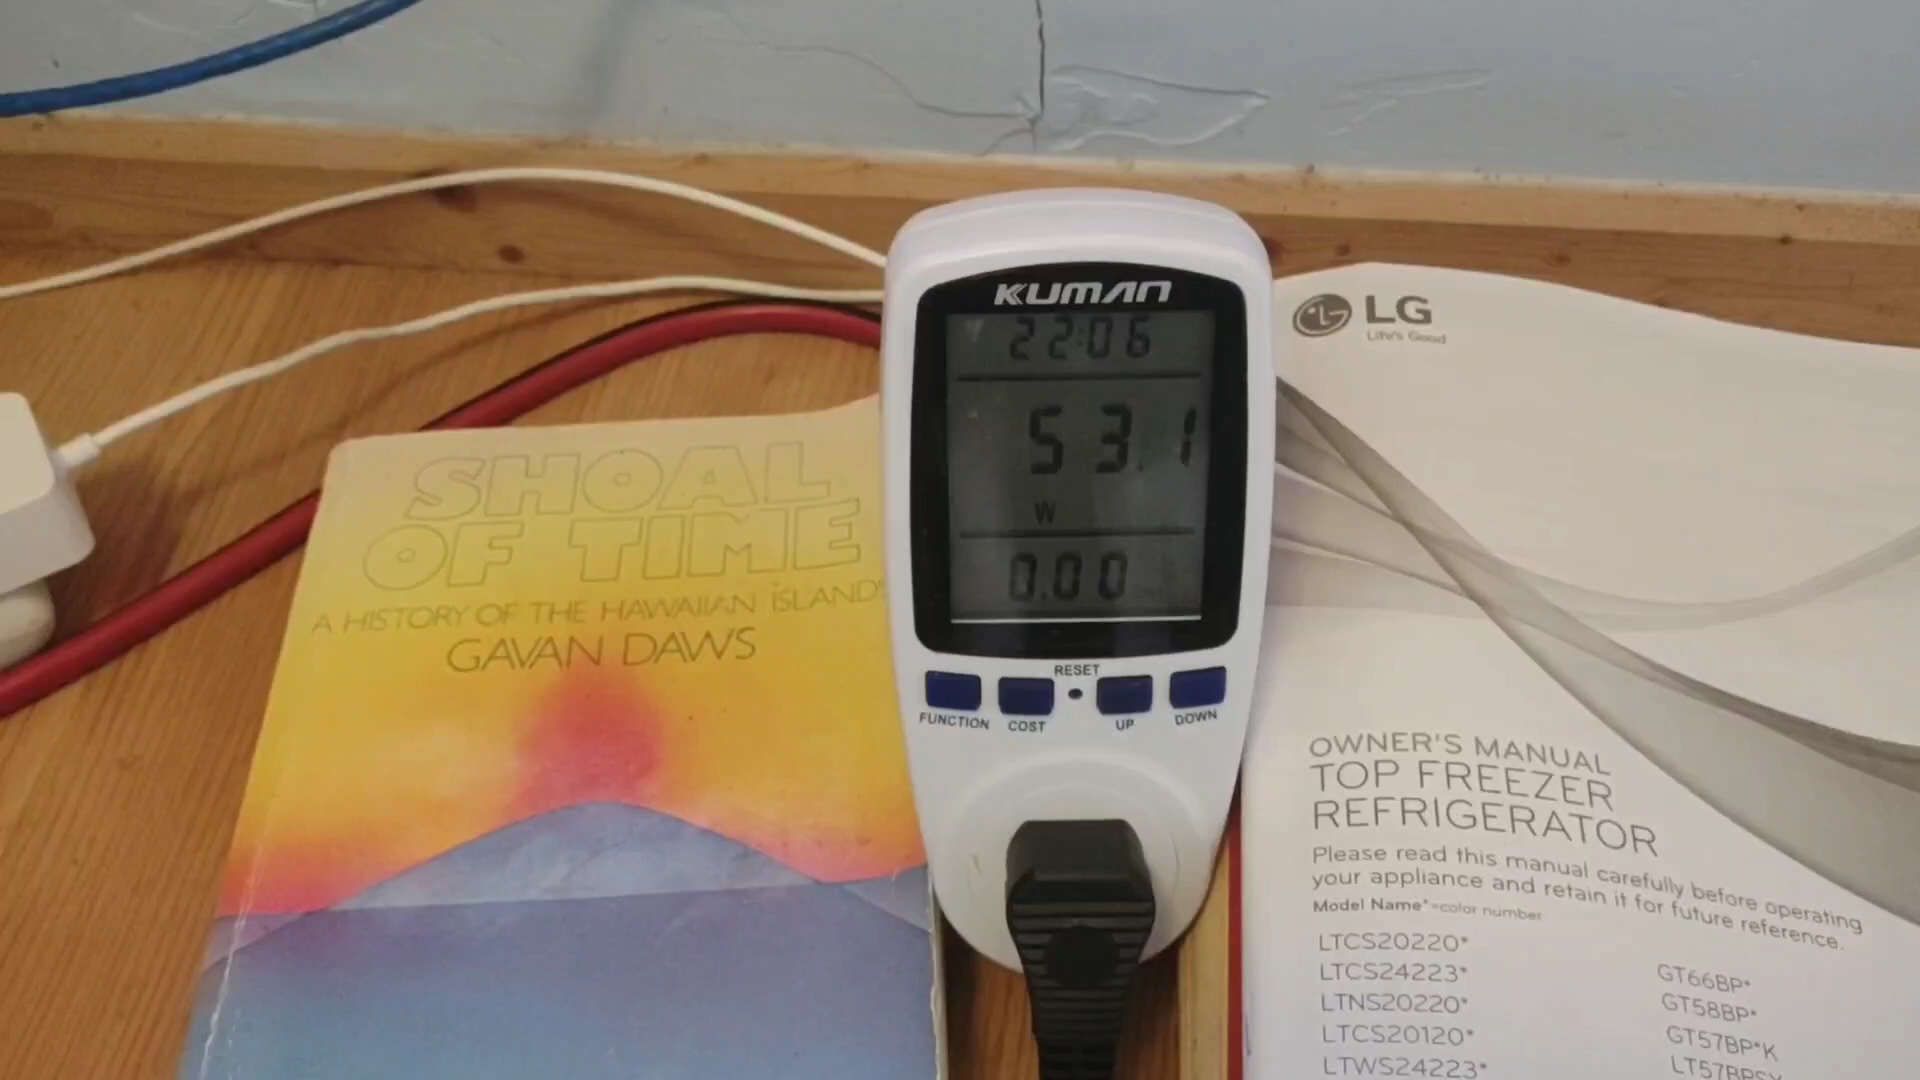 SHOAL
OF TIME
A HISTORY OF THE HAWAIIAN ISLANDS
GAVAN DAWS
KUMAN
22:06
53.1
W
0.00
RESET
FUNCTION
COST
UP
DOWN
LG
Life's Good
OWNER'S MANUAL
TOP FREEZER
REFRIGERATOR
Please read this manual carefully before operating
your appliance and retain it for future reference.
Model Name*=color number
LTCS20220*
LTCS24223*
LTNS20220*
LTCS20120*
LTWS24223*
GT66BP*
GT58BP*
GT57BP*K